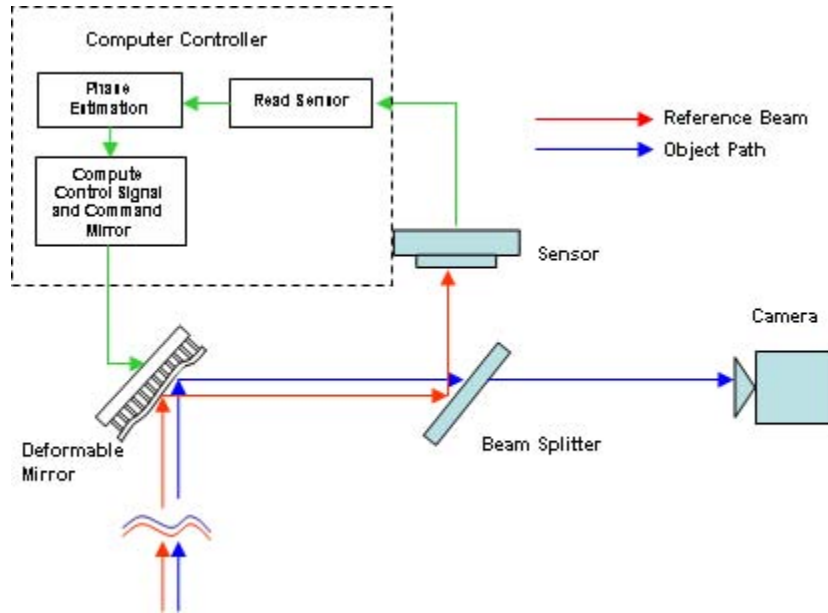 Computer Controller
Phase
Estimation
Read Sensor
Compute
Control Signal
and Command
Mirror
Reference Beam
Object Path
Sensor
Camera
Deformable
Mirror
Beam Splitter